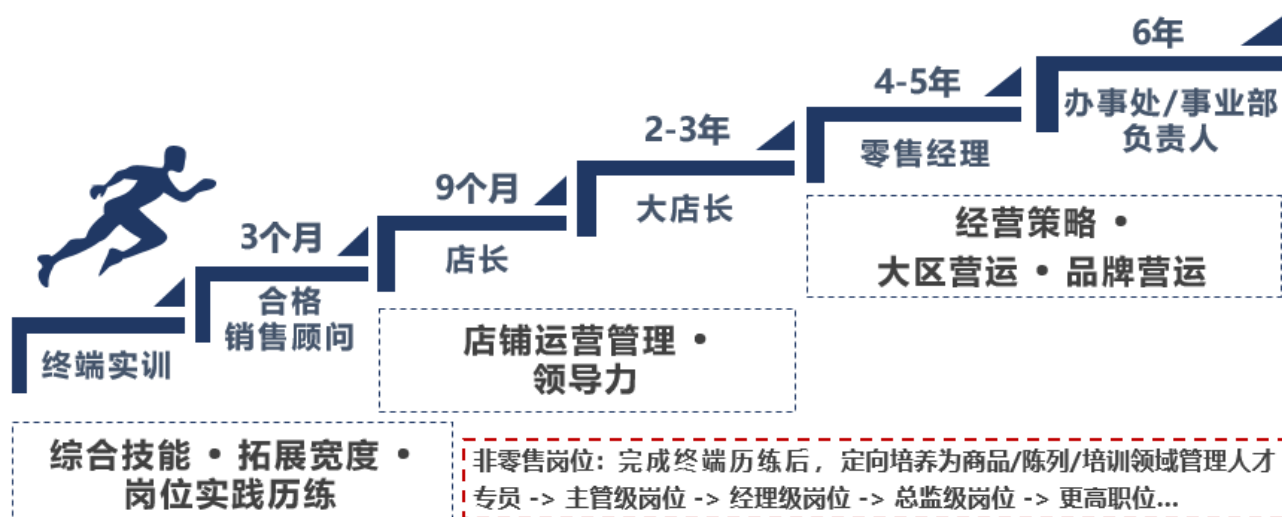 6年
办事处/事业部
负责人
4-5年
零售经理
2-3年
大店长
9个月
店长
3个月
合格
销售顾问
终端实训
经营策略 •
大区营运 • 品牌营运
店铺运营管理 •
领导力
综合技能 • 拓展宽度 •
岗位实践历练
非零售岗位：完成终端历练后，定向培养为商品/陈列/培训领域管理人才
专员 -> 主管级岗位 -> 经理级岗位 -> 总监级岗位 -> 更高职位...